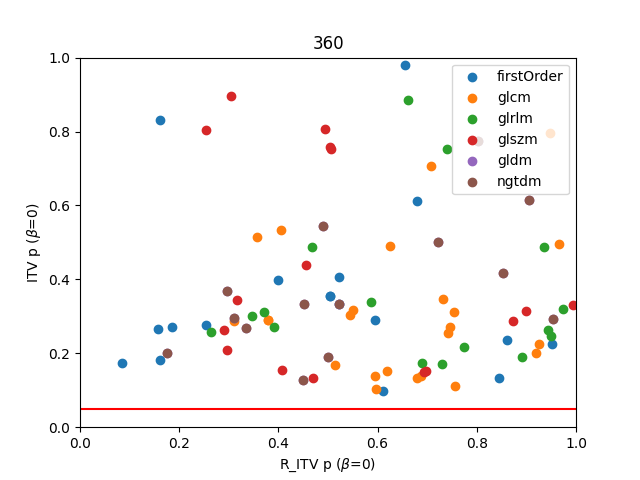 360
1.0
0.8
0.6
0.4
0.2
0.0
ITV p (β=0)
firstOrder
glcm
glrlm
glszm
gldm
ngtdm
0.0 0.2 0.4 0.6 0.8 1.0
R_ITV p (β=0)